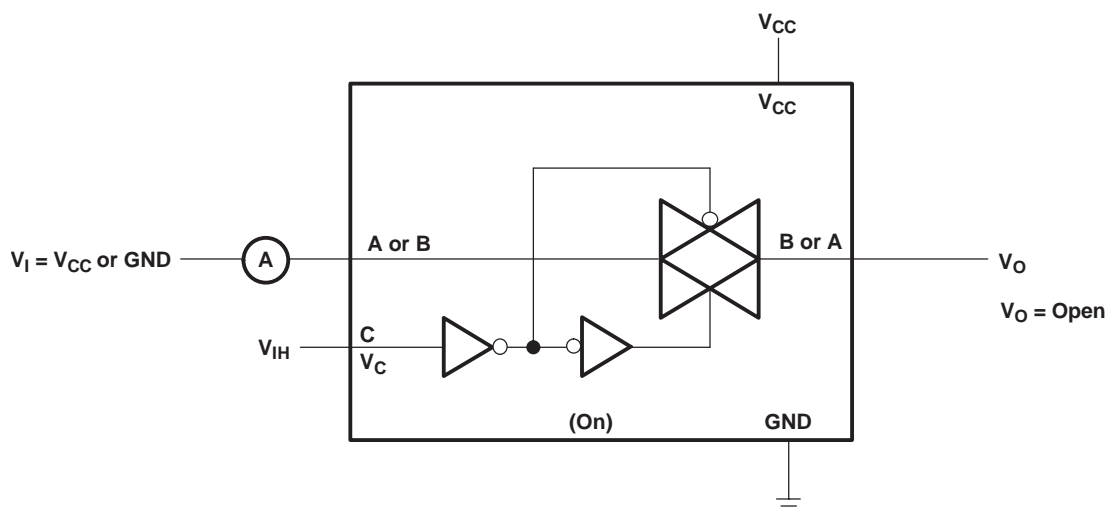 VCC
VCC
A or B
B or A
VI = VCC or GND
A
VO
VO = Open
VIH
C
VC
(On)
GND